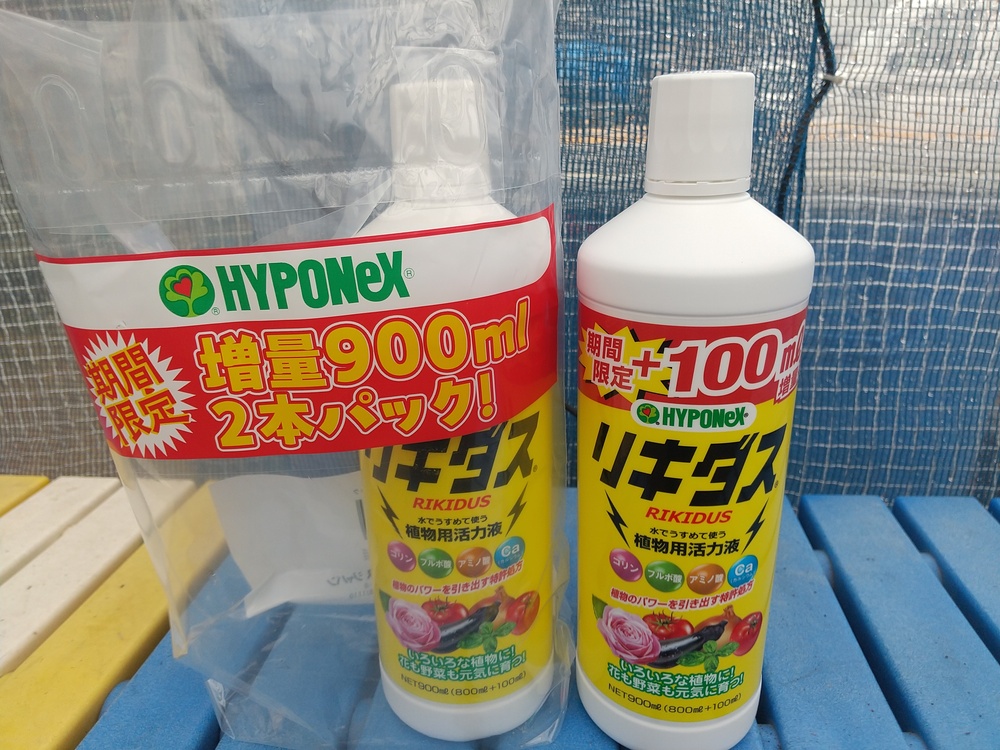 HYPONeX
期間
限定
増量900ml
2本パック!
リキダス
RIKIDUS
水でうすめて使う
植物用活力液
コリン
フルボ酸
アミノ酸
Ca
植物のパワーを引き出す特許処方
いろいろな植物に!
花も野菜も元気に育つ!
NET900mℓ(800mℓ+100mℓ)
期間
限定
+100ml
増量
HYPONeX
リキダス
RIKIDUS
水でうすめて使う
植物用活力液
コリン
フルボ酸
アミノ酸
Ca
植物のパワーを引き出す特許処方
いろいろな植物に!
花も野菜も元気に育つ!
NET900mℓ(800mℓ+100mℓ)